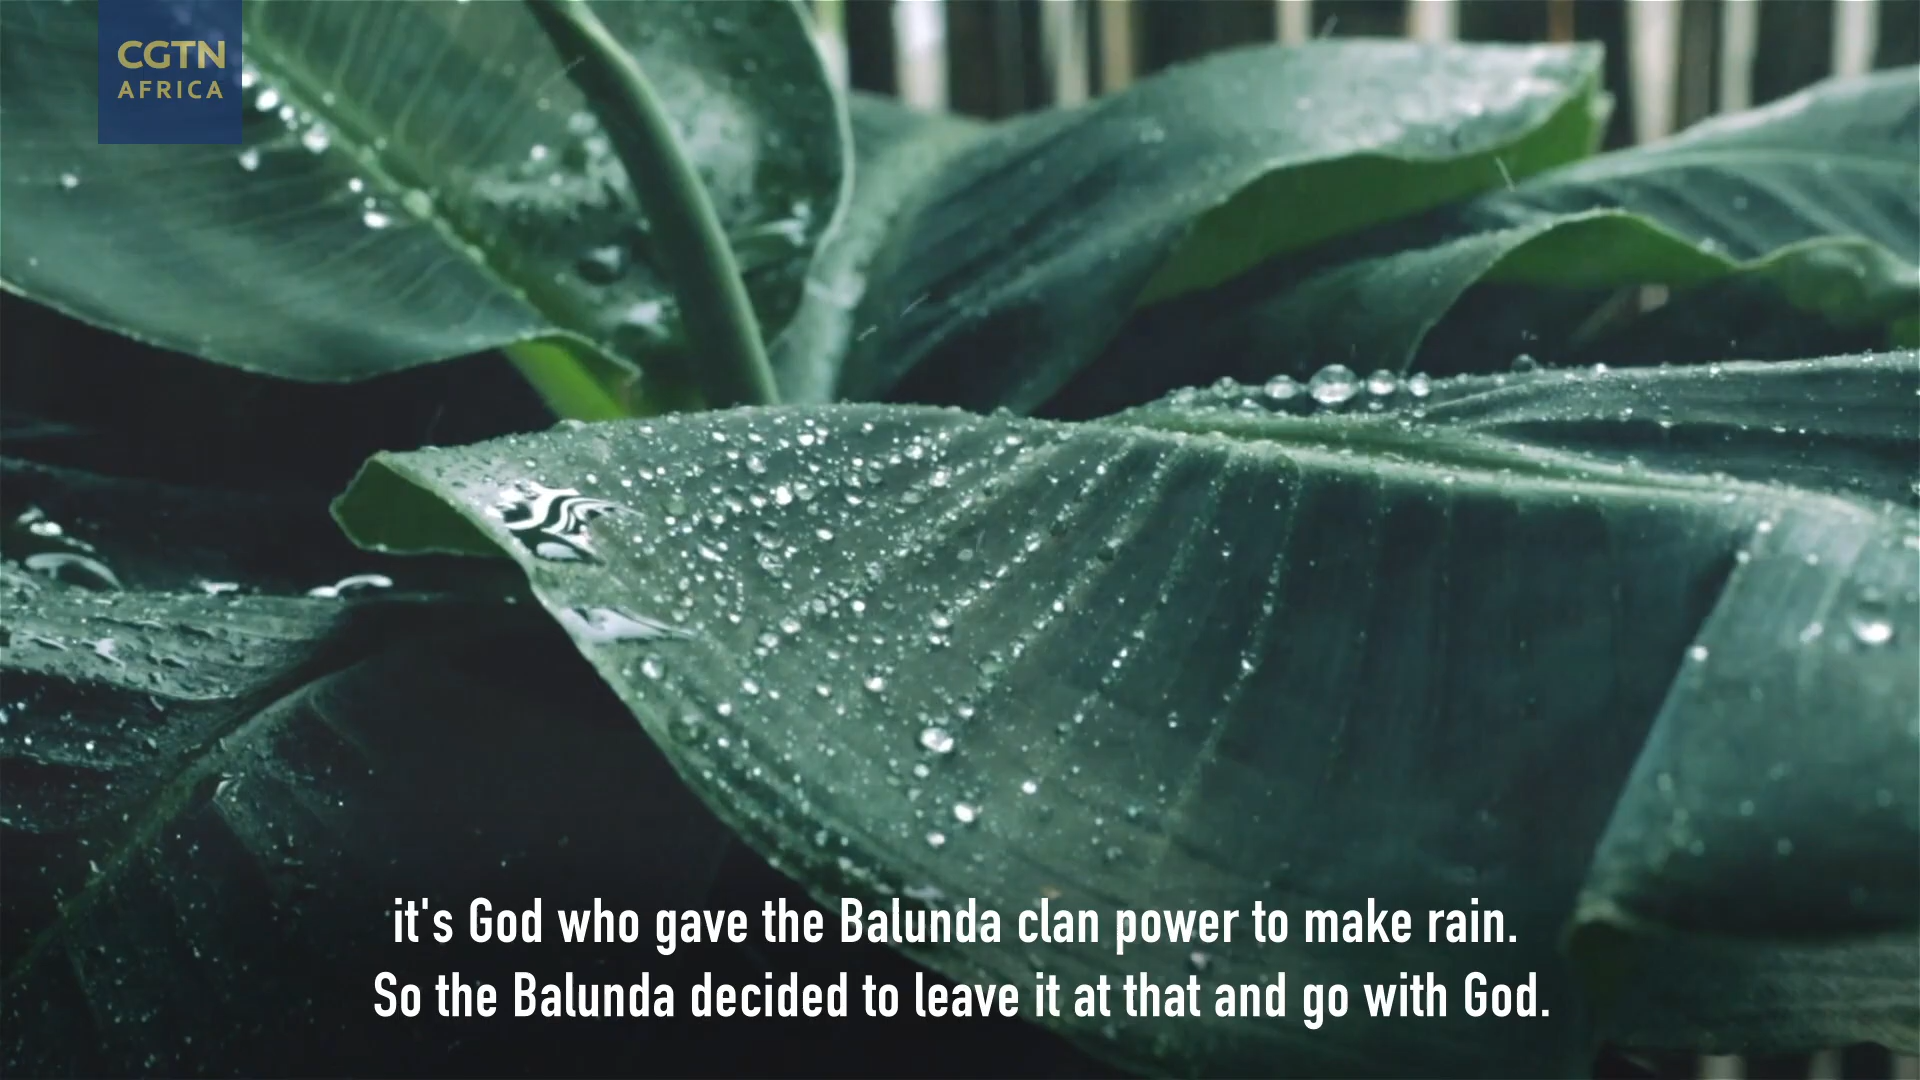 CGTN
AFRICA
it's God who gave the Balunda clan power to make rain.
So the Balunda decided to leave it at that and go with God.